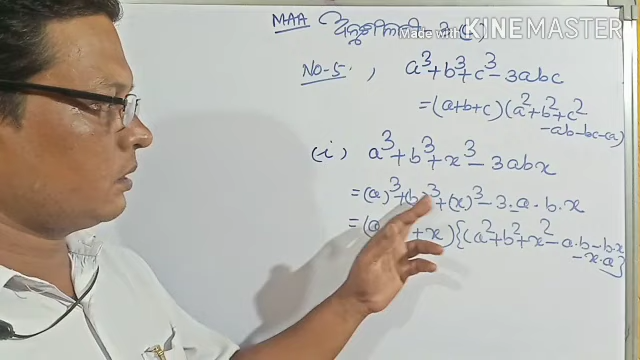 MAA
Made with KINEMASTER
No-5. , a³+b³+c³-3abc
=(a+b+c)(a²+b²+c²
-ab-bc-ca)
(i) a³+b³+x³-3abx
=(a)³+(b)³+(x)³-3.a.b.x
=(a +x){(a²+b²+x²-a.b-b.x
-x.a}